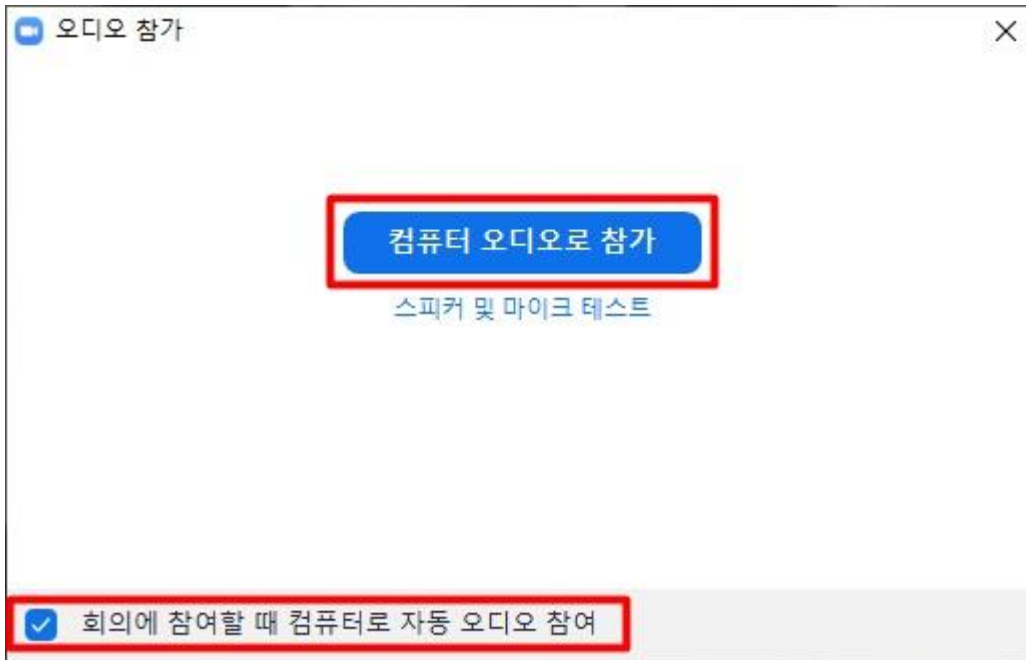 오디오 참가
컴퓨터 오디오로 참가
스피커 및 마이크 테스트
회의에 참여할 때 컴퓨터로 자동 오디오 참여